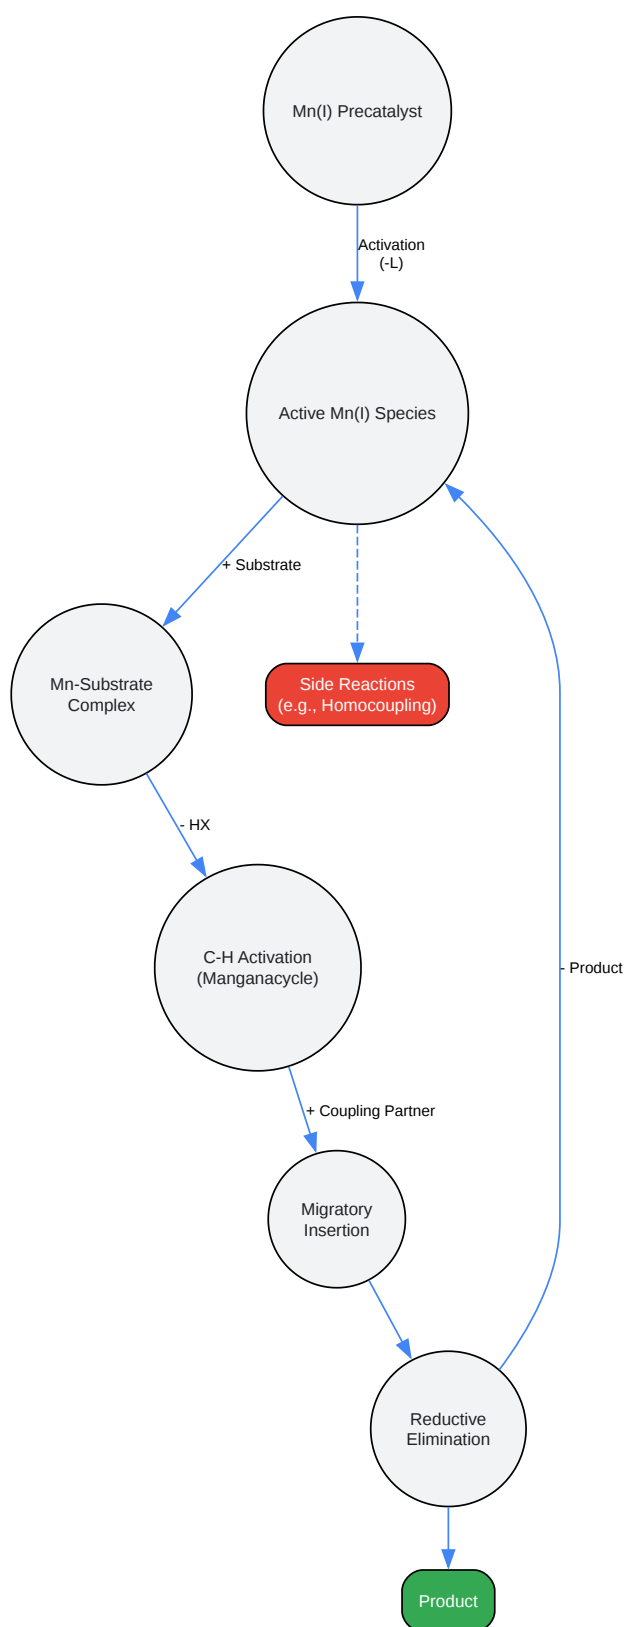 Mn(I) Precatalyst
Activation
(-L)
Active Mn(I) Species
+ Substrate
Mn-Substrate
Complex
Side Reactions
(e.g., Homocoupling)
- HX
C-H Activation
(Manganacycle)
- Product
+ Coupling Partner
Migratory
Insertion
Reductive
Elimination
Product